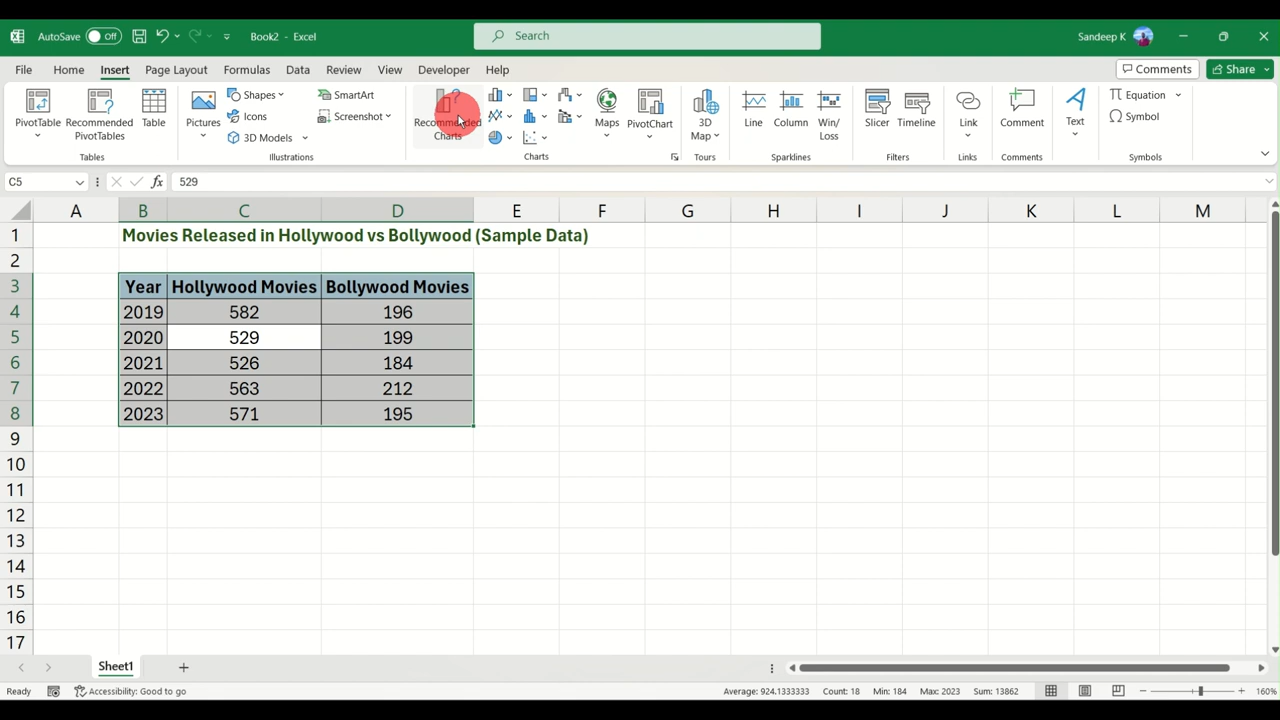 AutoSave Off Book2 - Excel Search Sandeep K
File Home Insert Page Layout Formulas Data Review View Developer Help Comments Share
PivotTable
Recommended
PivotTables
Table
Tables
Pictures
Shapes
Icons
3D Models
SmartArt
Screenshot
Illustrations
Recommended
Charts
Maps
PivotChart
Charts
3D
Map
Tours
Line
Column
Win/
Loss
Sparklines
Slicer
Timeline
Filters
Link
Links
Comment
Comments
Text
Equation
Symbol
Symbols
C5 fx 529
A B C D E F G H I J K L M
1 Movies Released in Hollywood vs Bollywood (Sample Data)
2
3 Year Hollywood Movies Bollywood Movies
4 2019 582 196
5 2020 529 199
6 2021 526 184
7 2022 563 212
8 2023 571 195
9
10
11
12
13
14
15
16
17
Sheet1
Ready Accessibility: Good to go Average: 924.1333333 Count: 18 Min: 184 Max: 2023 Sum: 13862 160%